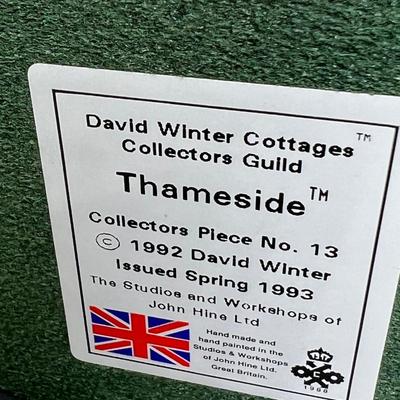 David Winter Cottages™
Collectors Guild
Thameside™
Collectors Piece No. 13
© 1992 David Winter
Issued Spring 1993
The Studios and Workshops of
John Hine Ltd
Hand made and
hand painted in the
Studios & Workshops
of John Hine Ltd.
Great Britain.
1988